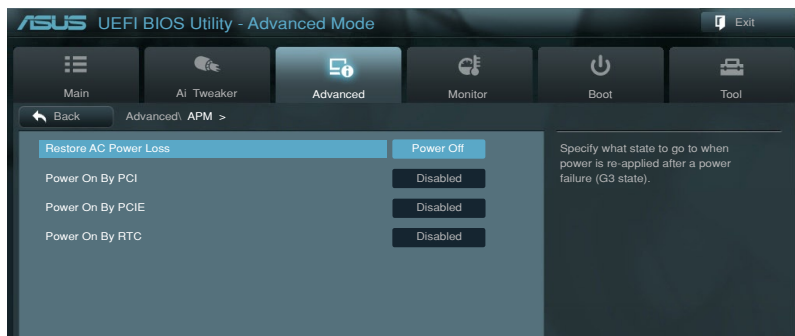 ASUS UEFI BIOS Utility - Advanced Mode
Exit
Main
Ai Tweaker
Advanced
Monitor
Boot
Tool
Back
Advanced\ APM >
Restore AC Power Loss
Power Off
Power On By PCI
Disabled
Power On By PCIE
Disabled
Power On By RTC
Disabled
Specify what state to go to when
power is re-applied after a power
failure (G3 state).